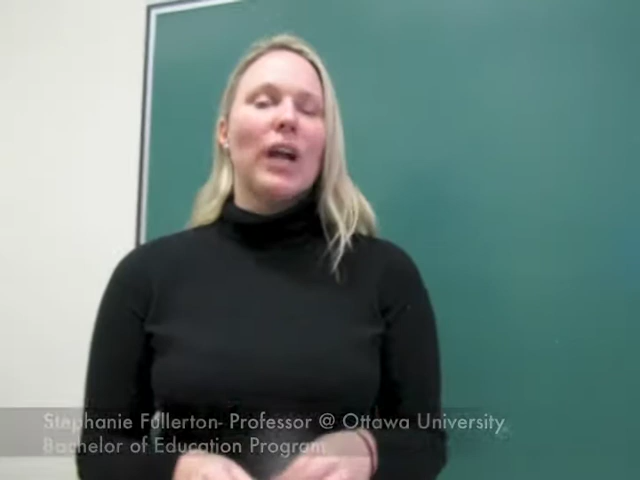 Stephanie Fullerton- Professor @ Ottawa University
Bachelor of Education Program